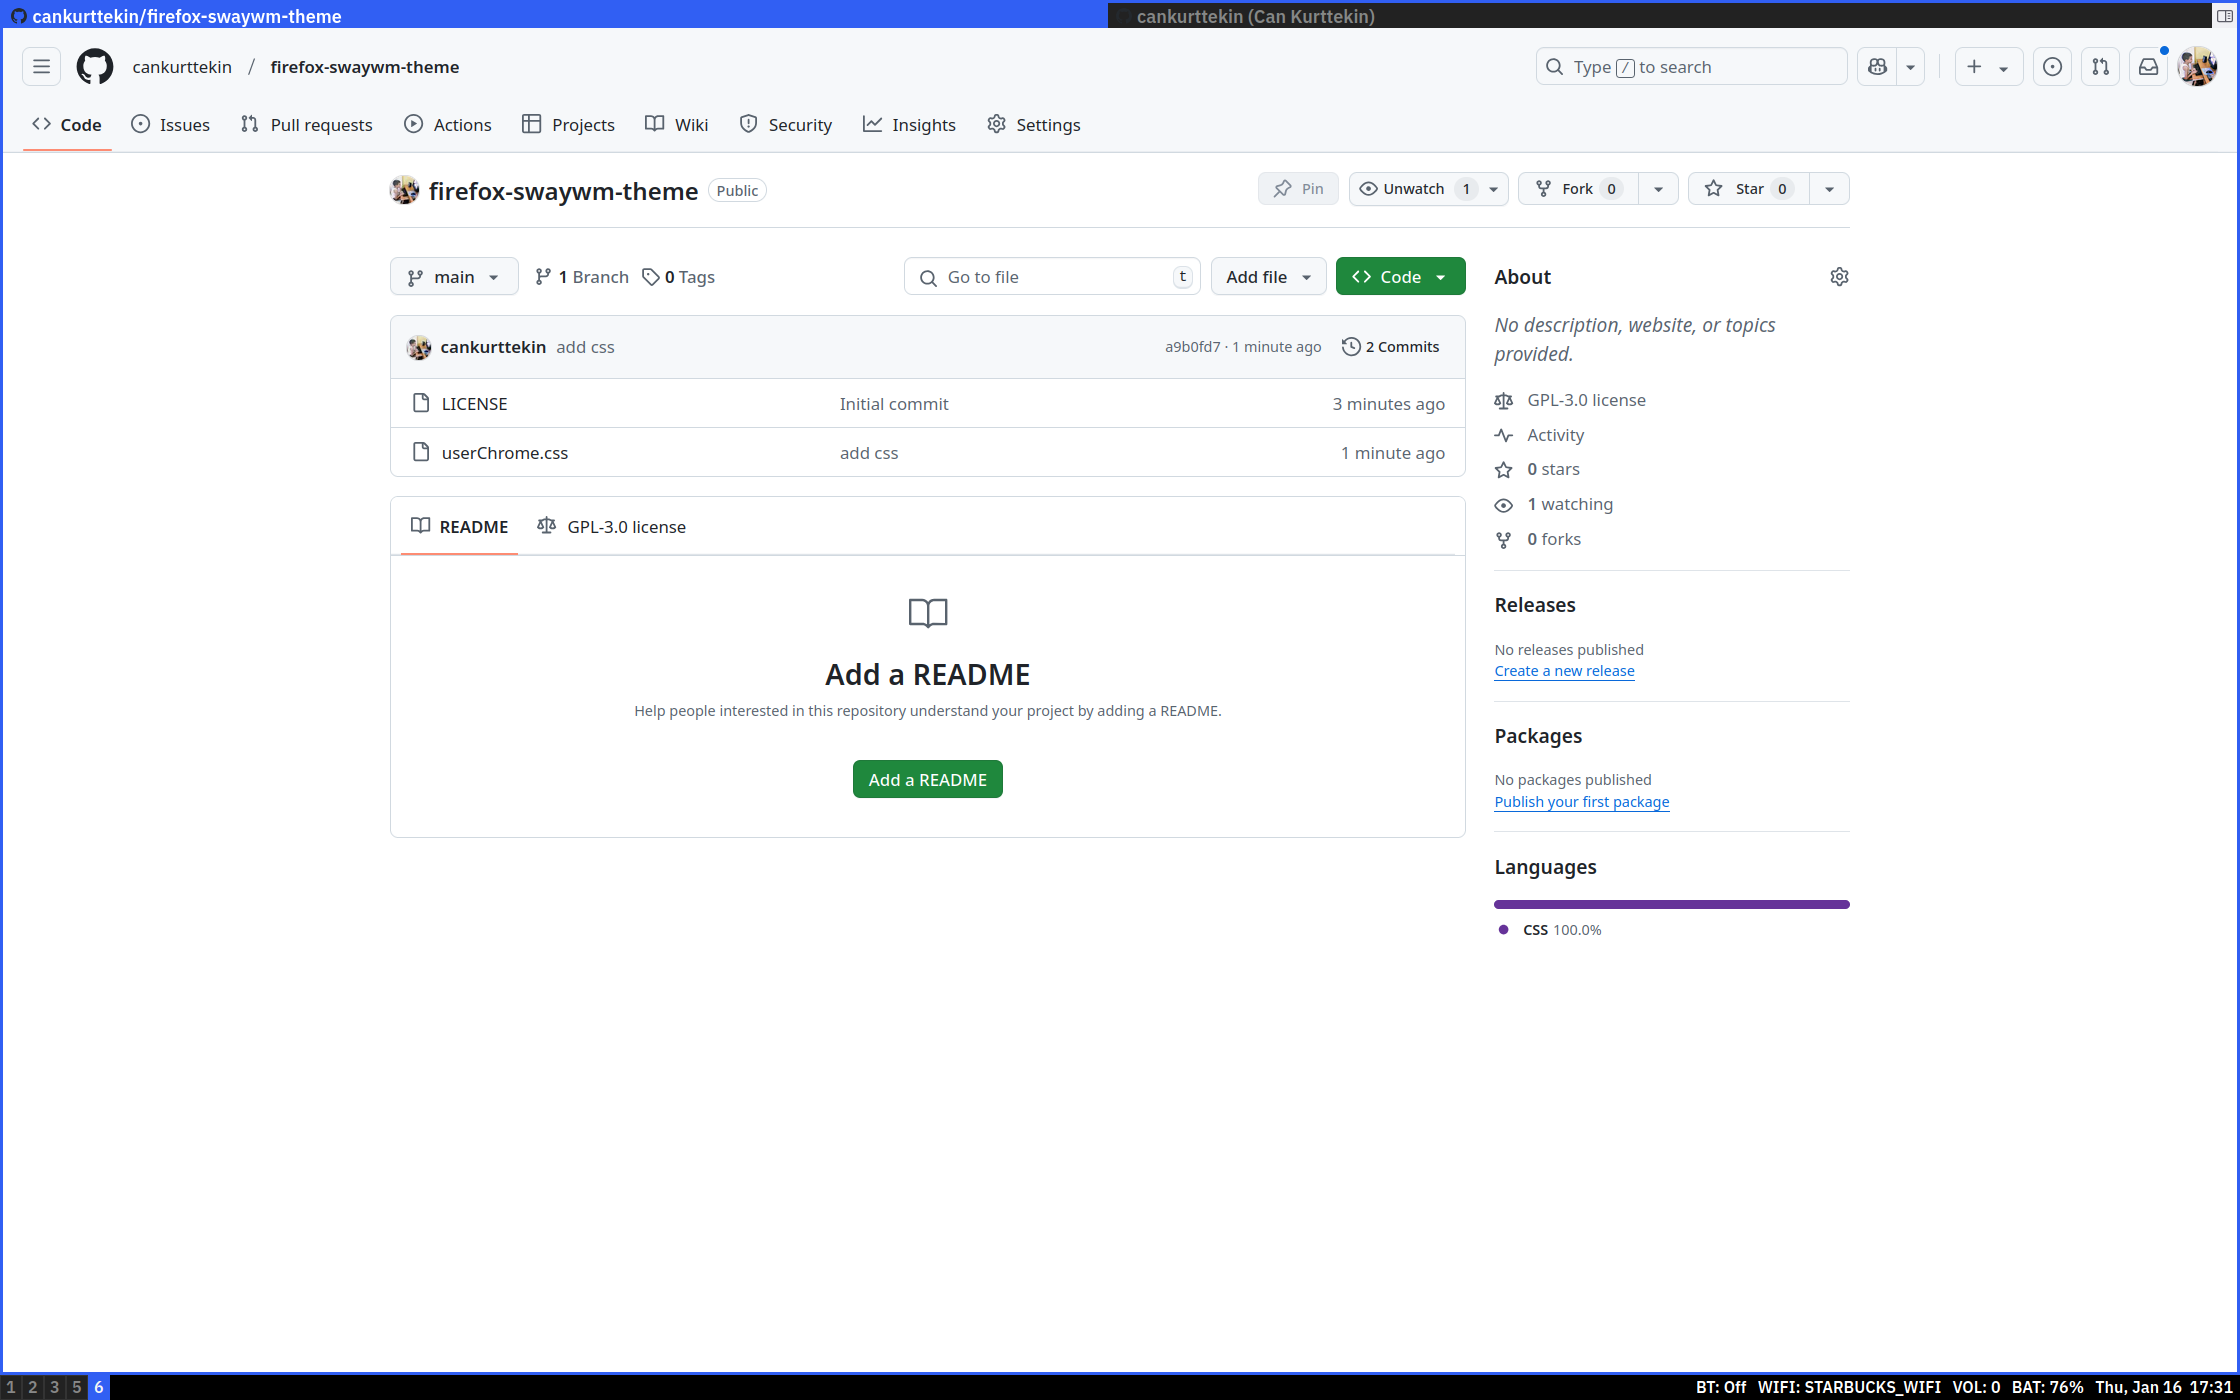 cankurttekin/firefox-swaywm-theme
cankurttekin (Can Kurttekin)
cankurttekin / firefox-swaywm-theme
Type / to search
Code Issues Pull requests Actions Projects Wiki Security Insights Settings
firefox-swaywm-theme Public
Pin Unwatch 1 Fork 0 Star 0
main 1 Branch 0 Tags Go to file t Add file Code
cankurttekin add css a9b0fd7 · 1 minute ago 2 Commits
LICENSE Initial commit 3 minutes ago
userChrome.css add css 1 minute ago
README GPL-3.0 license
Add a README
Help people interested in this repository understand your project by adding a README.
Add a README
About
No description, website, or topics
provided.
GPL-3.0 license
Activity
0 stars
1 watching
0 forks
Releases
No releases published
Create a new release
Packages
No packages published
Publish your first package
Languages
CSS 100.0%
1 2 3 5 6
BT: Off WIFI: STARBUCKS_WIFI VOL: 0 BAT: 76% Thu, Jan 16 17:31